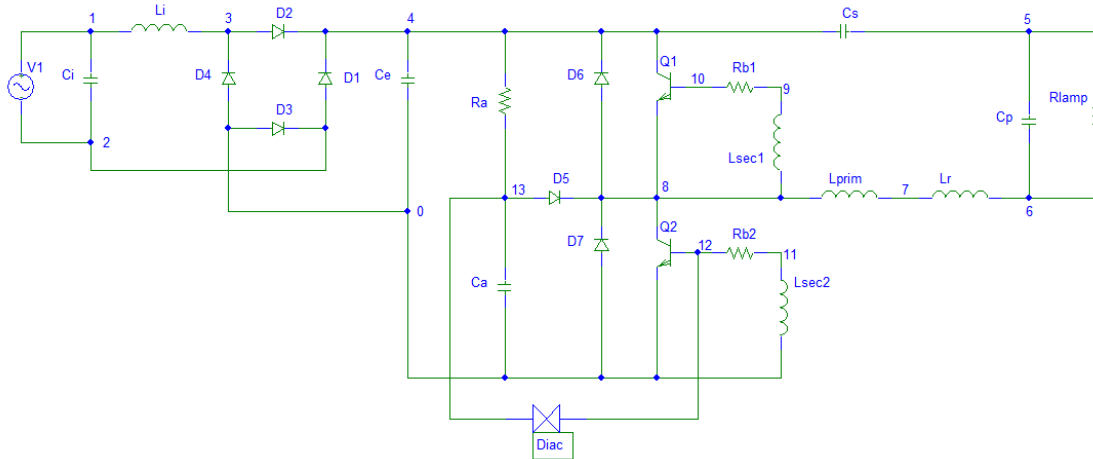 1
Li
3
D2
4
Cs
5
V1
Ci
D4
D1
Ce
D6
Q1
10
Rb1
9
Ra
D3
Cp
Rlamp
2
Lsec1
13
D5
8
Lprim
7
Lr
6
0
Q2
D7
12
Rb2
11
Ca
Lsec2
Diac